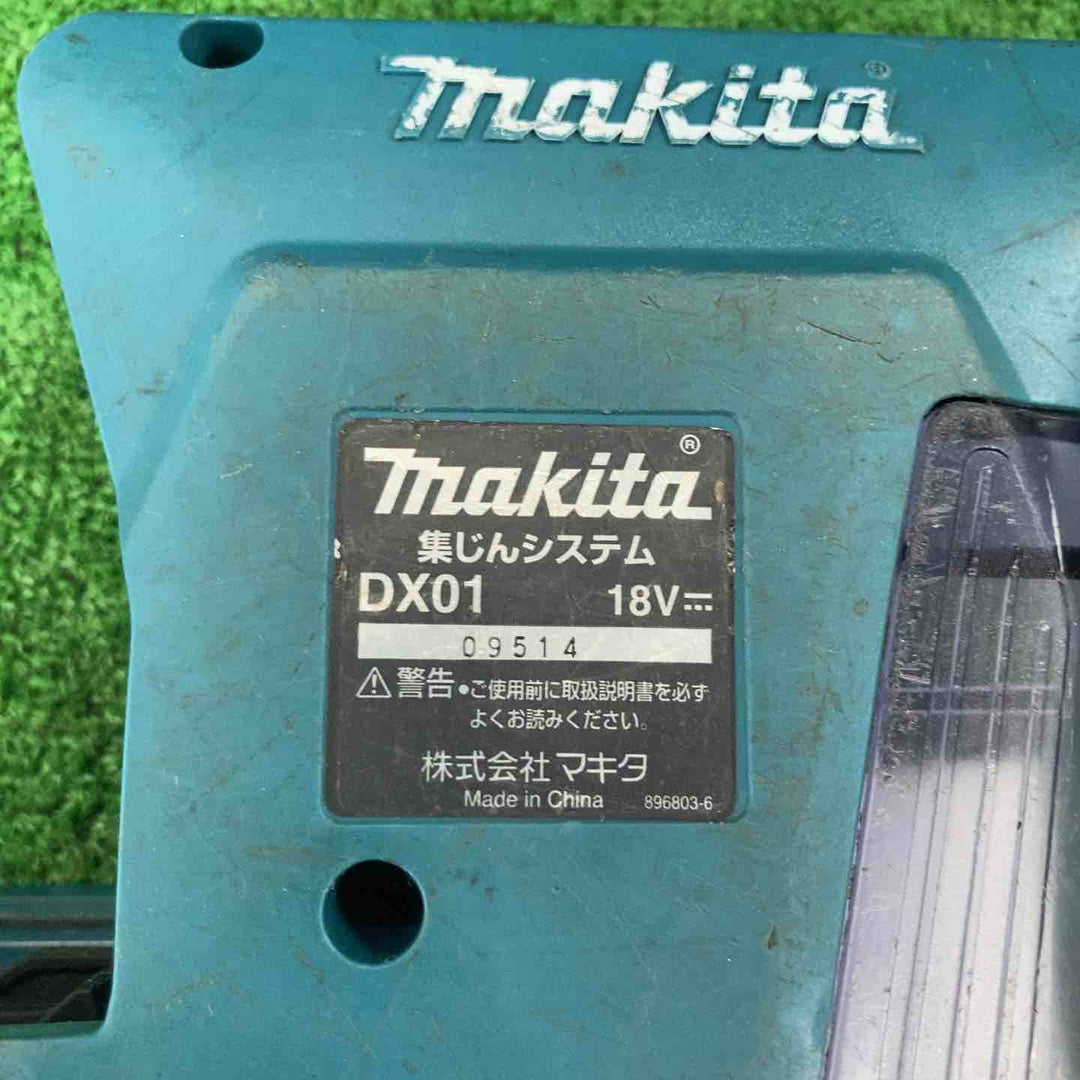 makita®
makita®
集じんシステム
DX01 18V⎓
09514
⚠警告•ご使用前に取扱説明書を必ず
よくお読みください。
株式会社マキタ
Made in China 896803-6